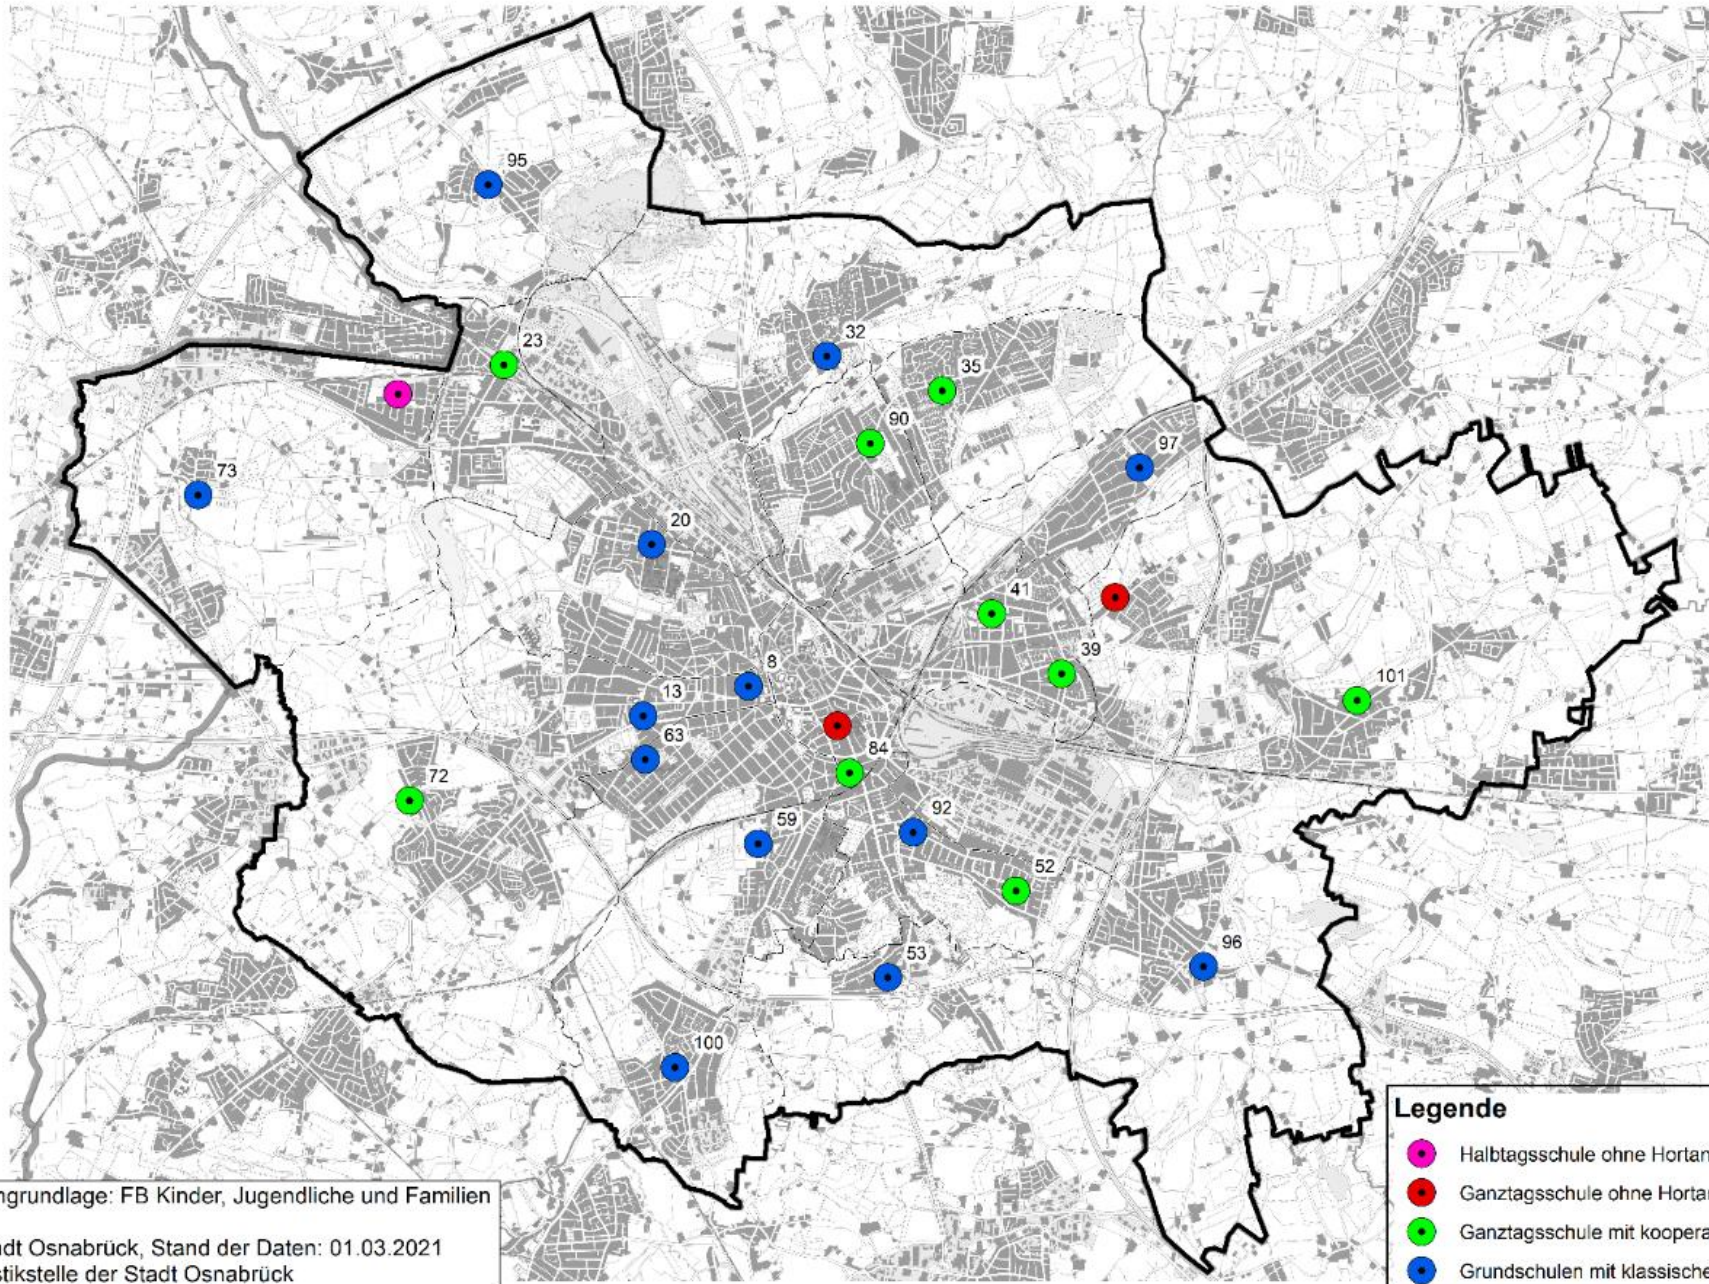 95
23
32
35
90
97
73
20
41
39
8
101
13
63
84
72
92
59
52
96
53
100
Legende
Halbtagsschule ohne Hortan
Ganztagsschule ohne Hortan
Ganztagsschule mit koopera
Grundschulen mit klassische
ngrundlage: FB Kinder, Jugendliche und Familien
dt Osnabrück, Stand der Daten: 01.03.2021
stikstelle der Stadt Osnabrück